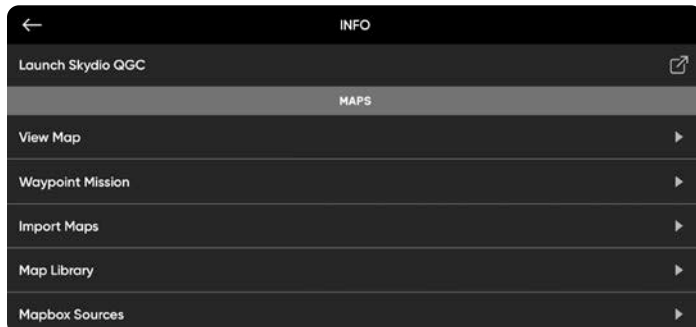 INFO
Launch Skydio QGC
MAPS
View Map
Waypoint Mission
Import Maps
Map Library
Mapbox Sources